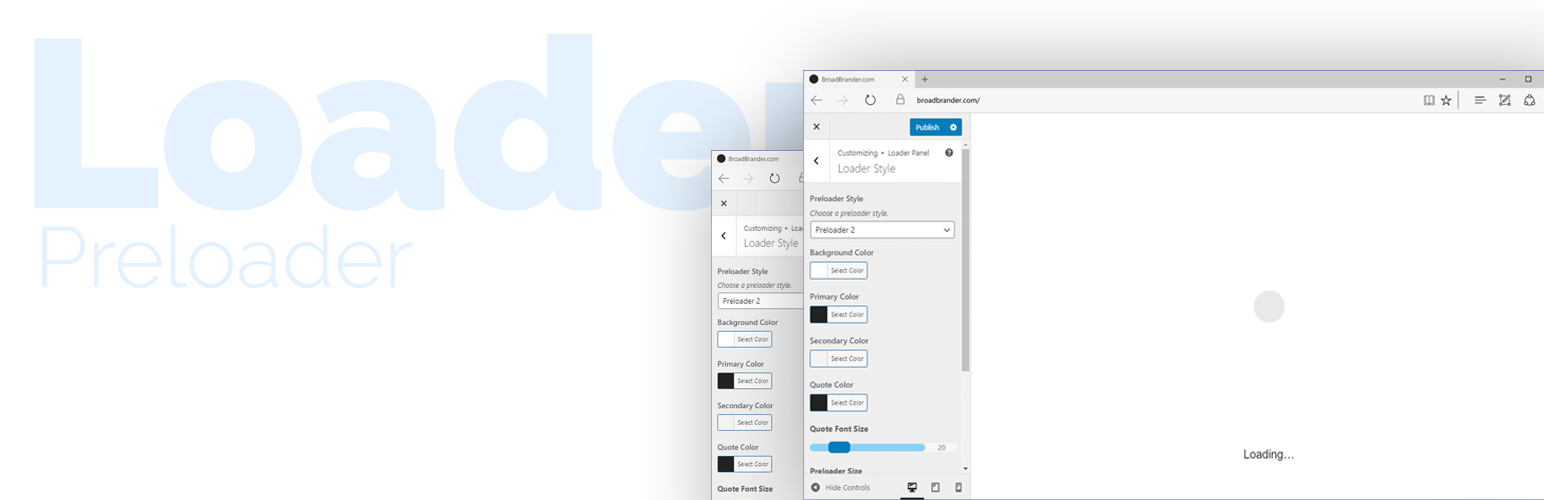 Loader
Preloader
BroadBrander.com
Customizing • Loa
Loader Style
Preloader Style
Choose a preloader style.
Preloader 2
Background Color
Select Color
Primary Color
Select Color
Secondary Color
Select Color
Quote Color
Select Color
Quote Font Size
BroadBrander.com
broadbrander.com/
Publish
Customizing • Loader Panel
Loader Style
Preloader Style
Choose a preloader style.
Preloader 2
Background Color
Select Color
Primary Color
Select Color
Secondary Color
Select Color
Quote Color
Select Color
Quote Font Size
20
Preloader Size
Hide Controls
Loading...